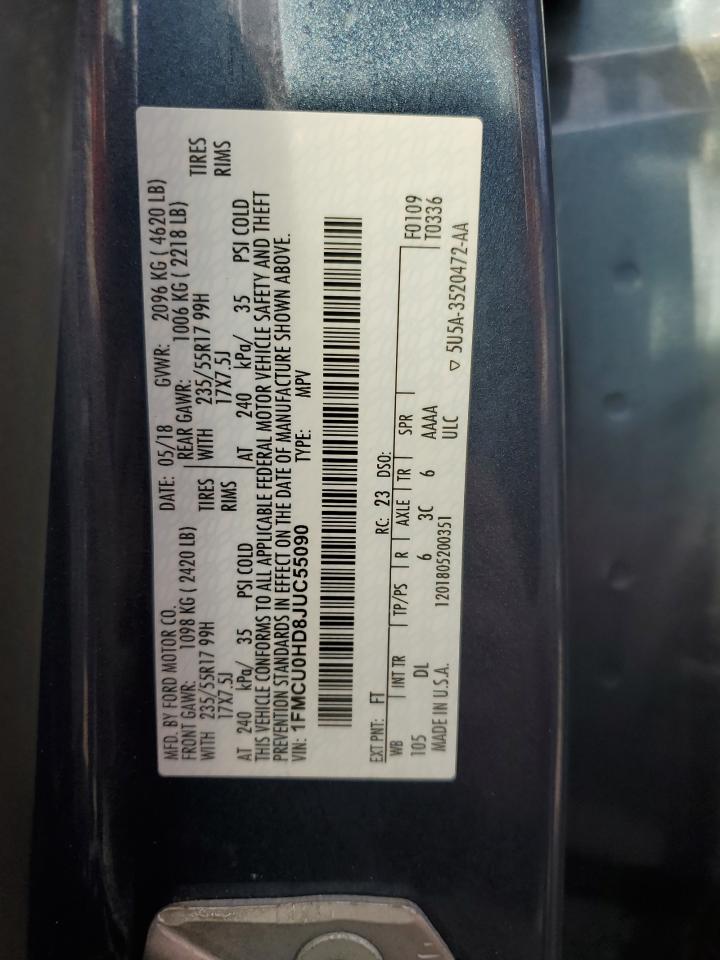 MFD. BY FORD MOTOR CO. DATE: 05/18 GVWR: 2096 KG ( 4620 LB)
FRONT GAWR: 1098 KG ( 2420 LB) REAR GAWR: 1006 KG ( 2218 LB)
WITH 235/55R17 99H TIRES WITH 235/55R17 99H TIRES
17X7.5J RIMS 17X7.5J RIMS
AT 240 kPa/ 35 PSI COLD AT 240 kPa/ 35 PSI COLD
THIS VEHICLE CONFORMS TO ALL APPLICABLE FEDERAL MOTOR VEHICLE SAFETY AND THEFT
PREVENTION STANDARDS IN EFFECT ON THE DATE OF MANUFACTURE SHOWN ABOVE.
VIN: 1FMCU0HD8JUC55090 TYPE: MPV
EXT PNT: FT RC: 23 DSO: F0109
WB INT TR TP/PS R AXLE TR SPR T0336
105 DL 6 3C 6 AAAA
MADE IN U.S.A. 1201805200351 ULC ▽ 5U5A-3520472-AA